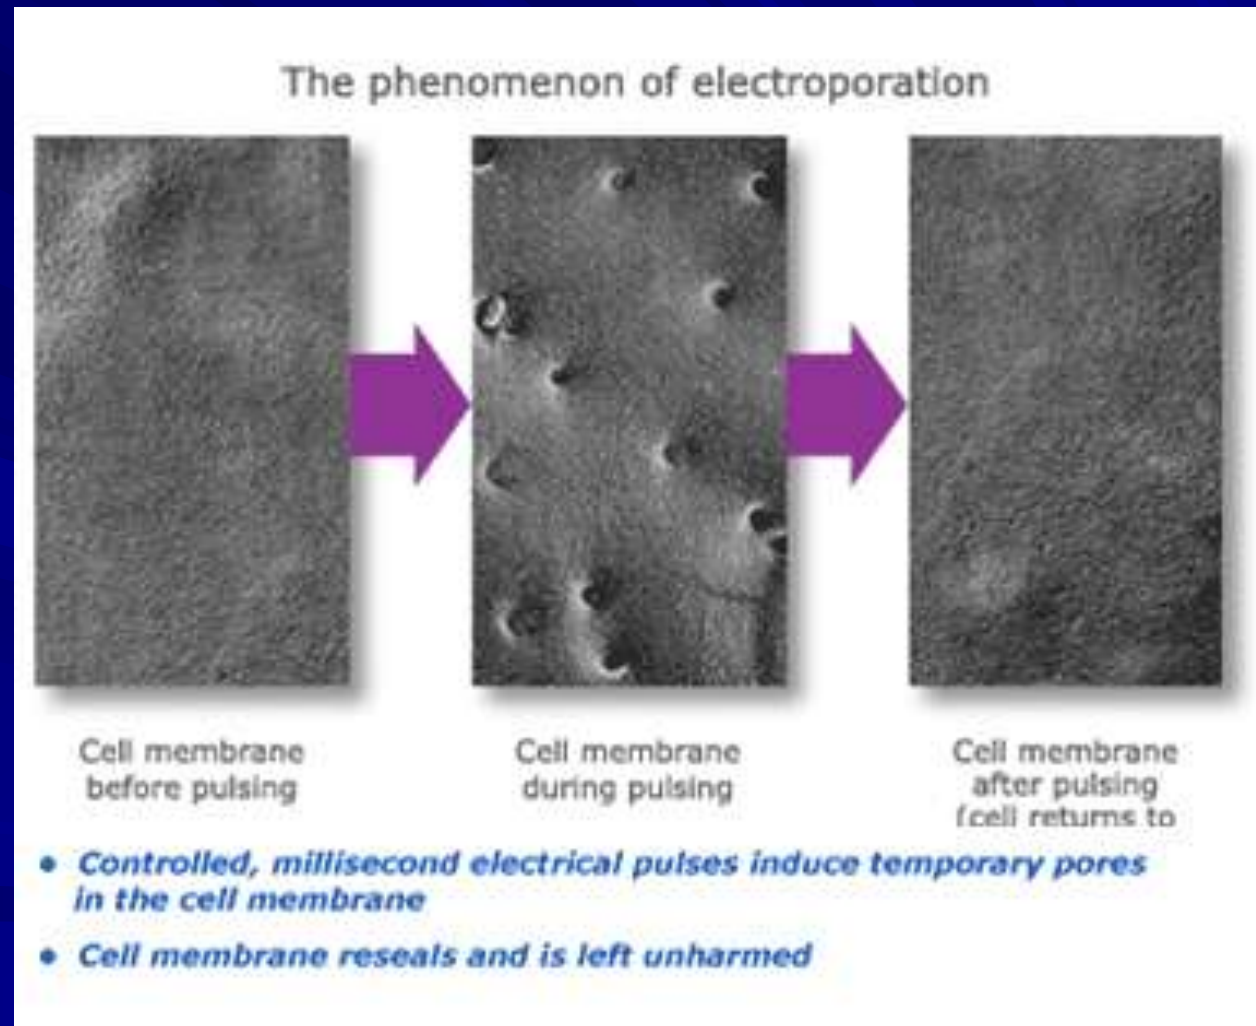 The phenomenon of electroporation
Cell membrane
before pulsing
Cell membrane
during pulsing
Cell membrane
after pulsing
(cell returns to
• Controlled, millisecond electrical pulses induce temporary pores
in the cell membrane
• Cell membrane reseals and is left unharmed